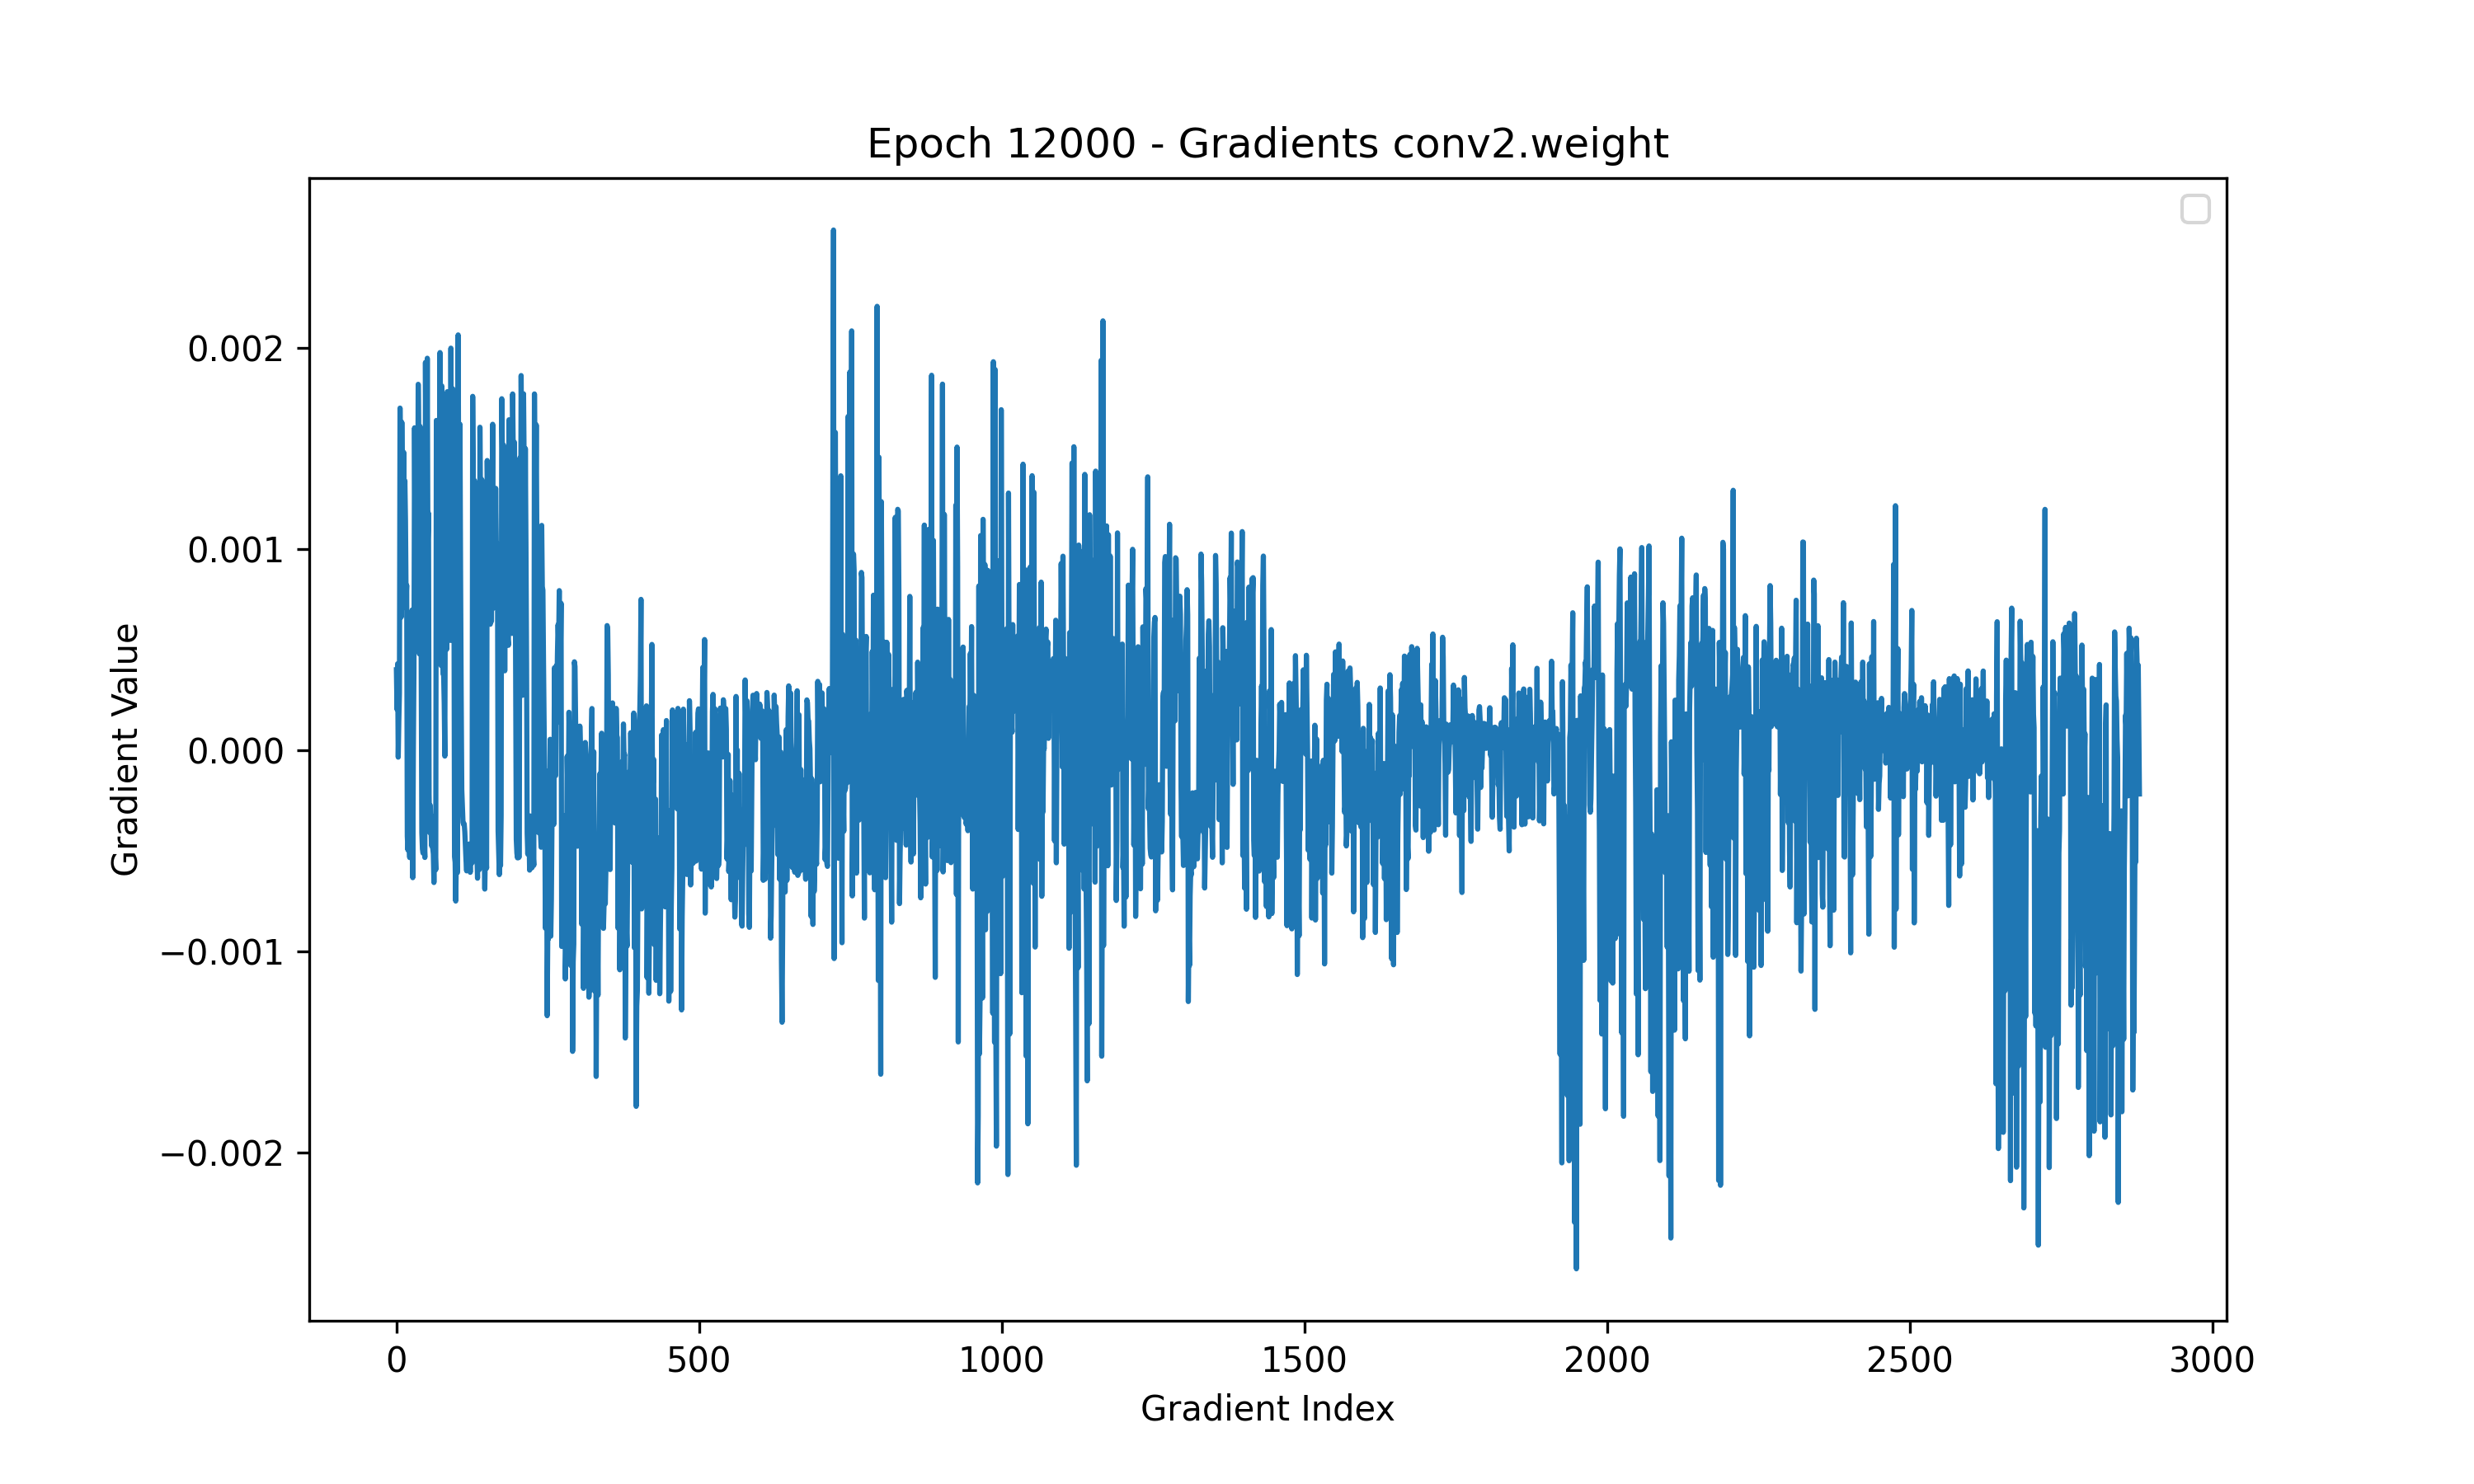 Epoch 12000 - Gradients conv2.weight
Gradient Value
0.002
0.001
0.000
−0.001
−0.002
0 500 1000 1500 2000 2500 3000
Gradient Index